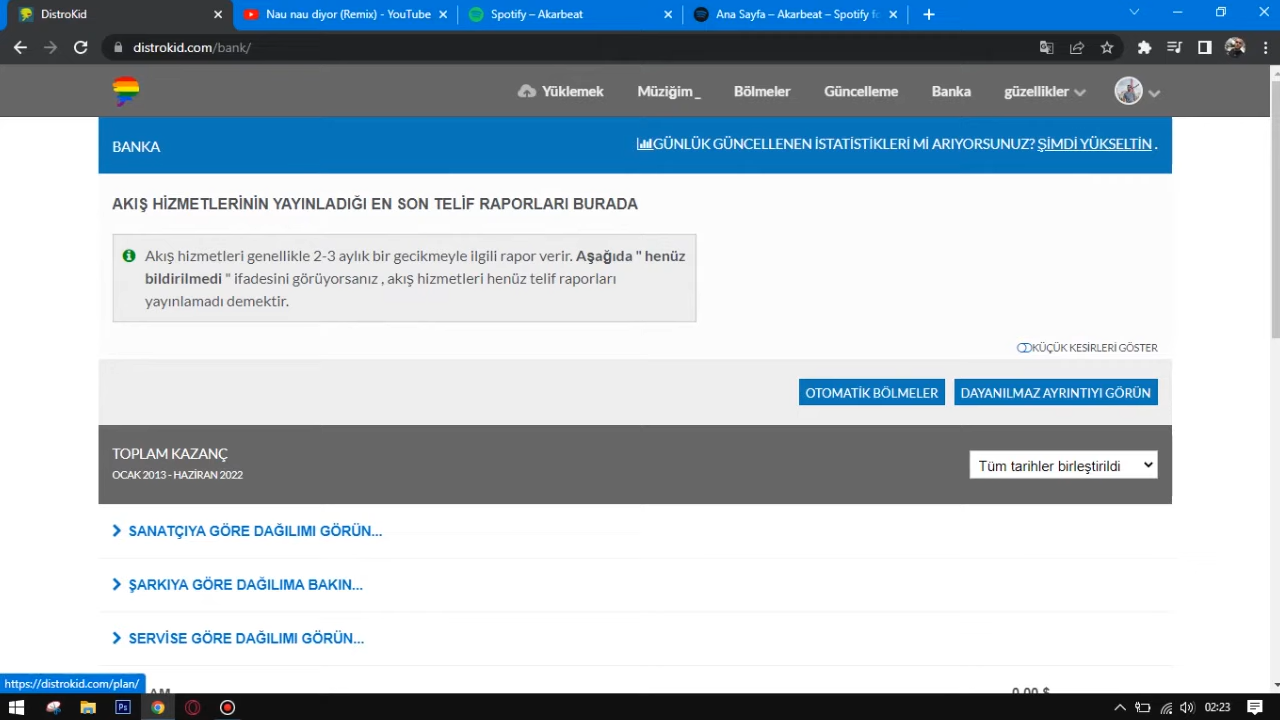 DistroKid
Nau nau diyor (Remix) - YouTube
Spotify – Akarbeat
Ana Sayfa – Akarbeat – Spotify fo
distrokid.com/bank/
Yüklemek
Müziğim _
Bölmeler
Güncelleme
Banka
güzellikler
BANKA
GÜNLÜK GÜNCELLENEN İSTATİSTİKLERİ Mİ ARIYORSUNUZ? ŞİMDİ YÜKSELTİN .
AKIŞ HİZMETLERİNİN YAYINLADIĞI EN SON TELİF RAPORLARI BURADA
Akış hizmetleri genellikle 2-3 aylık bir gecikmeyle ilgili rapor verir. Aşağıda " henüz
bildirilmedi " ifadesini görüyorsanız , akış hizmetleri henüz telif raporları
yayınlamadı demektir.
KÜÇÜK KESİRLERİ GÖSTER
OTOMATİK BÖLMELER
DAYANILMAZ AYRINTIYI GÖRÜN
TOPLAM KAZANÇ
OCAK 2013 - HAZİRAN 2022
Tüm tarihler birleştirildi
SANATÇIYA GÖRE DAĞILIMI GÖRÜN...
ŞARKIYA GÖRE DAĞILIMA BAKIN...
SERVİSE GÖRE DAĞILIMI GÖRÜN...
https://distrokid.com/plan/
0.00 $
02:23